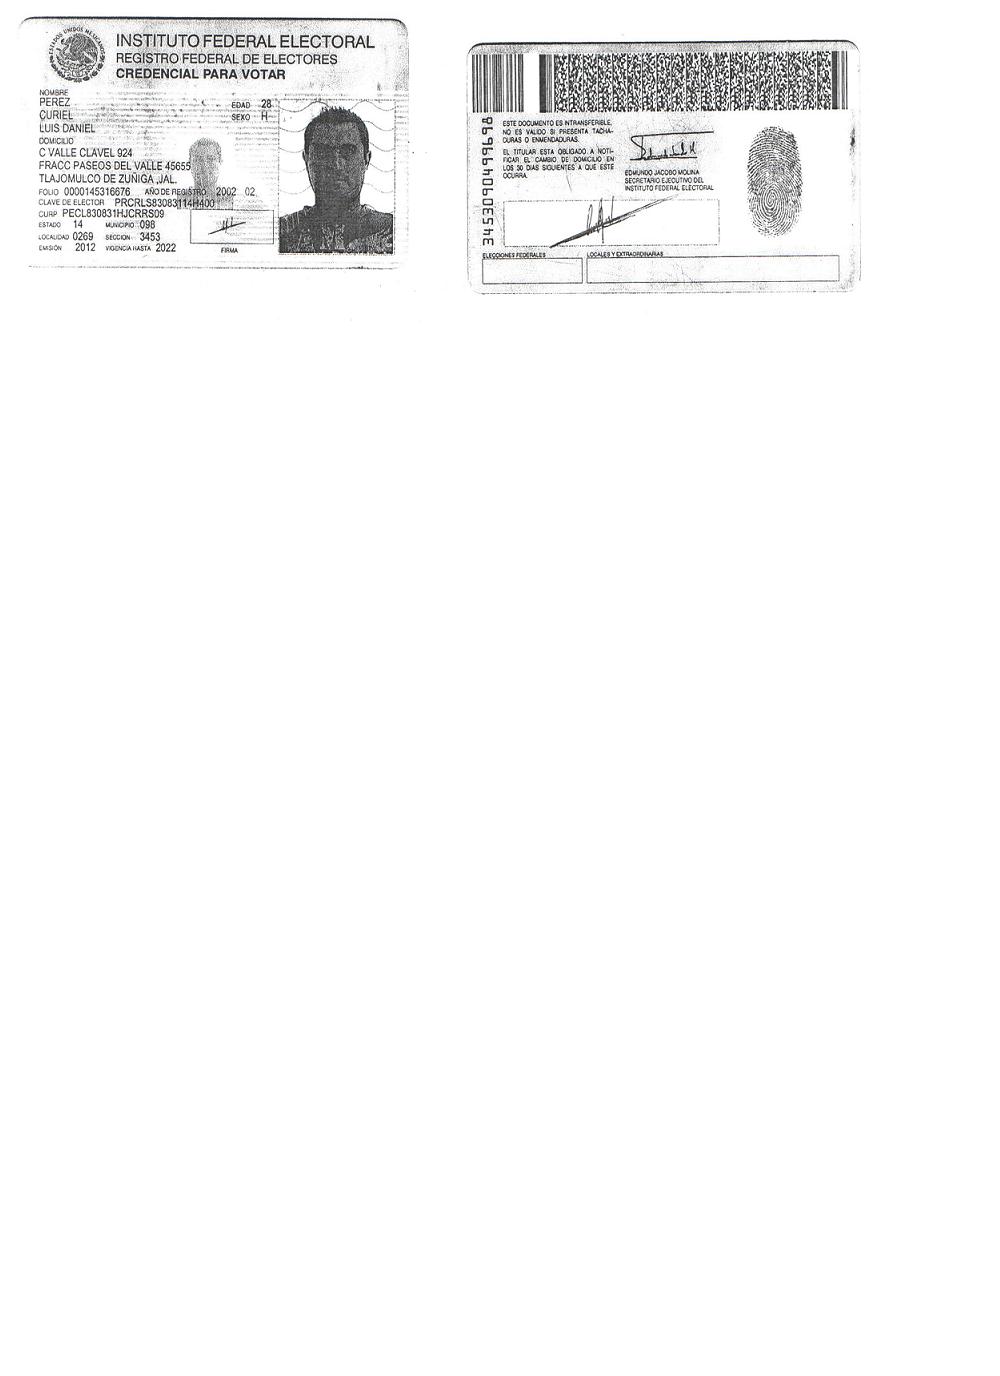 ESTADOS UNIDOS MEXICANOS
INSTITUTO FEDERAL ELECTORAL
REGISTRO FEDERAL DE ELECTORES
CREDENCIAL PARA VOTAR
NOMBRE
PEREZ
CURIEL
LUIS DANIEL
EDAD 28
SEXO H
DOMICILIO
C VALLE CLAVEL 924
FRACC PASEOS DEL VALLE 45655
TLAJOMULCO DE ZUÑIGA ,JAL.
FOLIO 0000145316676 AÑO DE REGISTRO 2002 02
CLAVE DE ELECTOR PRCRLS83083114H400
CURP PECL830831HJCRRS09
ESTADO 14 MUNICIPIO 098
LOCALIDAD 0269 SECCION 3453
EMISIÓN 2012 VIGENCIA HASTA 2022
FIRMA
3453090499698
ESTE DOCUMENTO ES INTRANSFERIBLE,
NO ES VALIDO SI PRESENTA TACHA-
DURAS O ENMENDADURAS.
EL TITULAR ESTA OBLIGADO A NOTI-
FICAR EL CAMBIO DE DOMICILIO EN
LOS 30 DIAS SIGUIENTES A QUE ESTE
OCURRA.
EDMUNDO JACOBO MOLINA
SECRETARIO EJECUTIVO DEL
INSTITUTO FEDERAL ELECTORAL
ELECCIONES FEDERALES
LOCALES Y EXTRAORDINARIAS